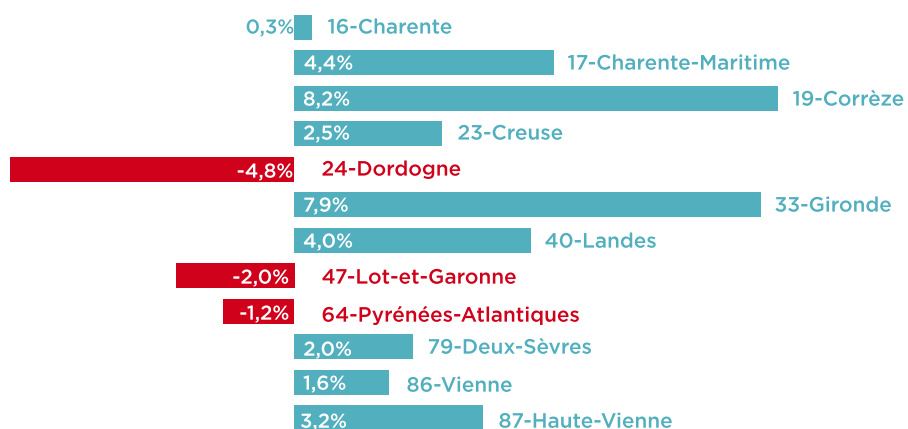 0,3% 16-Charente
4,4% 17-Charente-Maritime
8,2% 19-Corrèze
2,5% 23-Creuse
-4,8% 24-Dordogne
7,9% 33-Gironde
4,0% 40-Landes
-2,0% 47-Lot-et-Garonne
-1,2% 64-Pyrénées-Atlantiques
2,0% 79-Deux-Sèvres
1,6% 86-Vienne
3,2% 87-Haute-Vienne